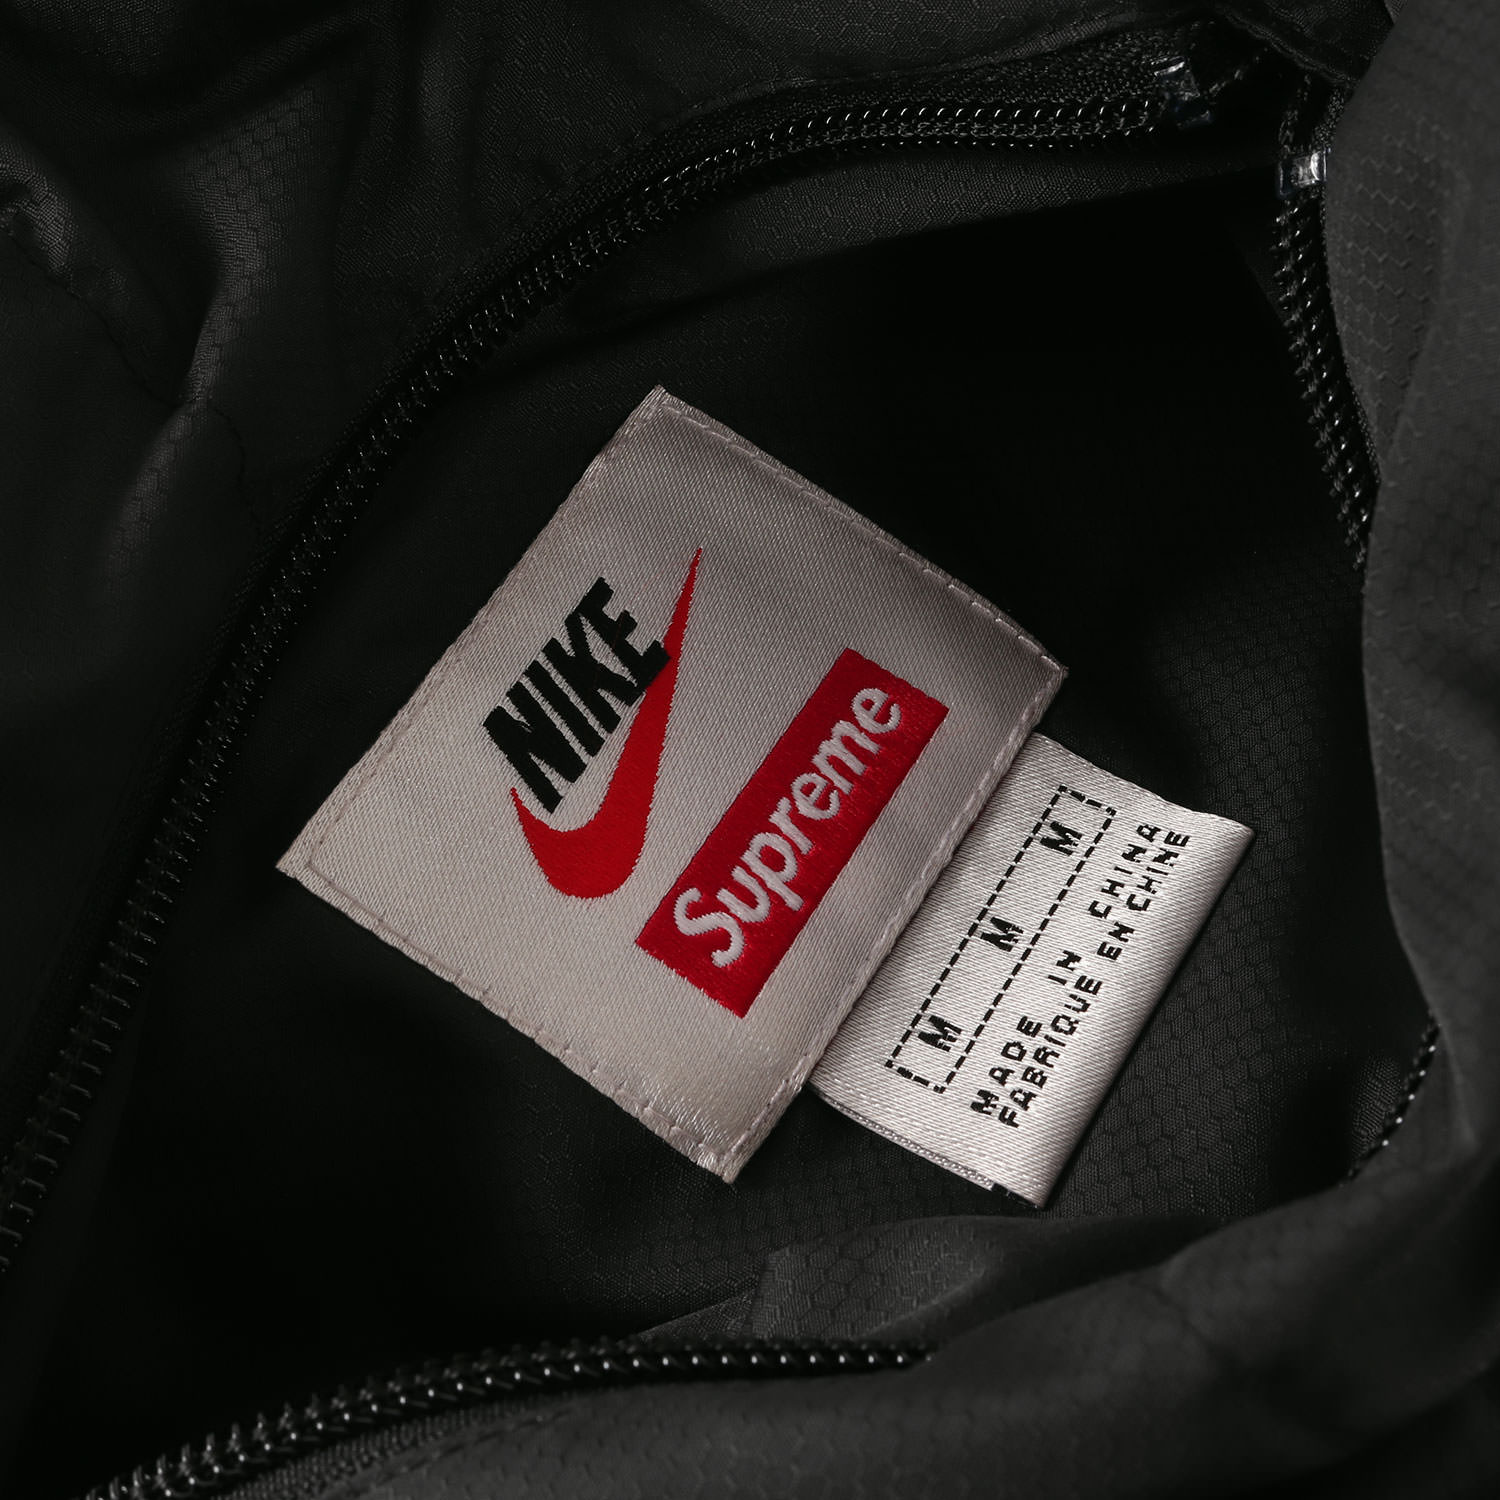 NIKE
Supreme
M M M
MADE IN CHINA
FABRIQUE EN CHINE